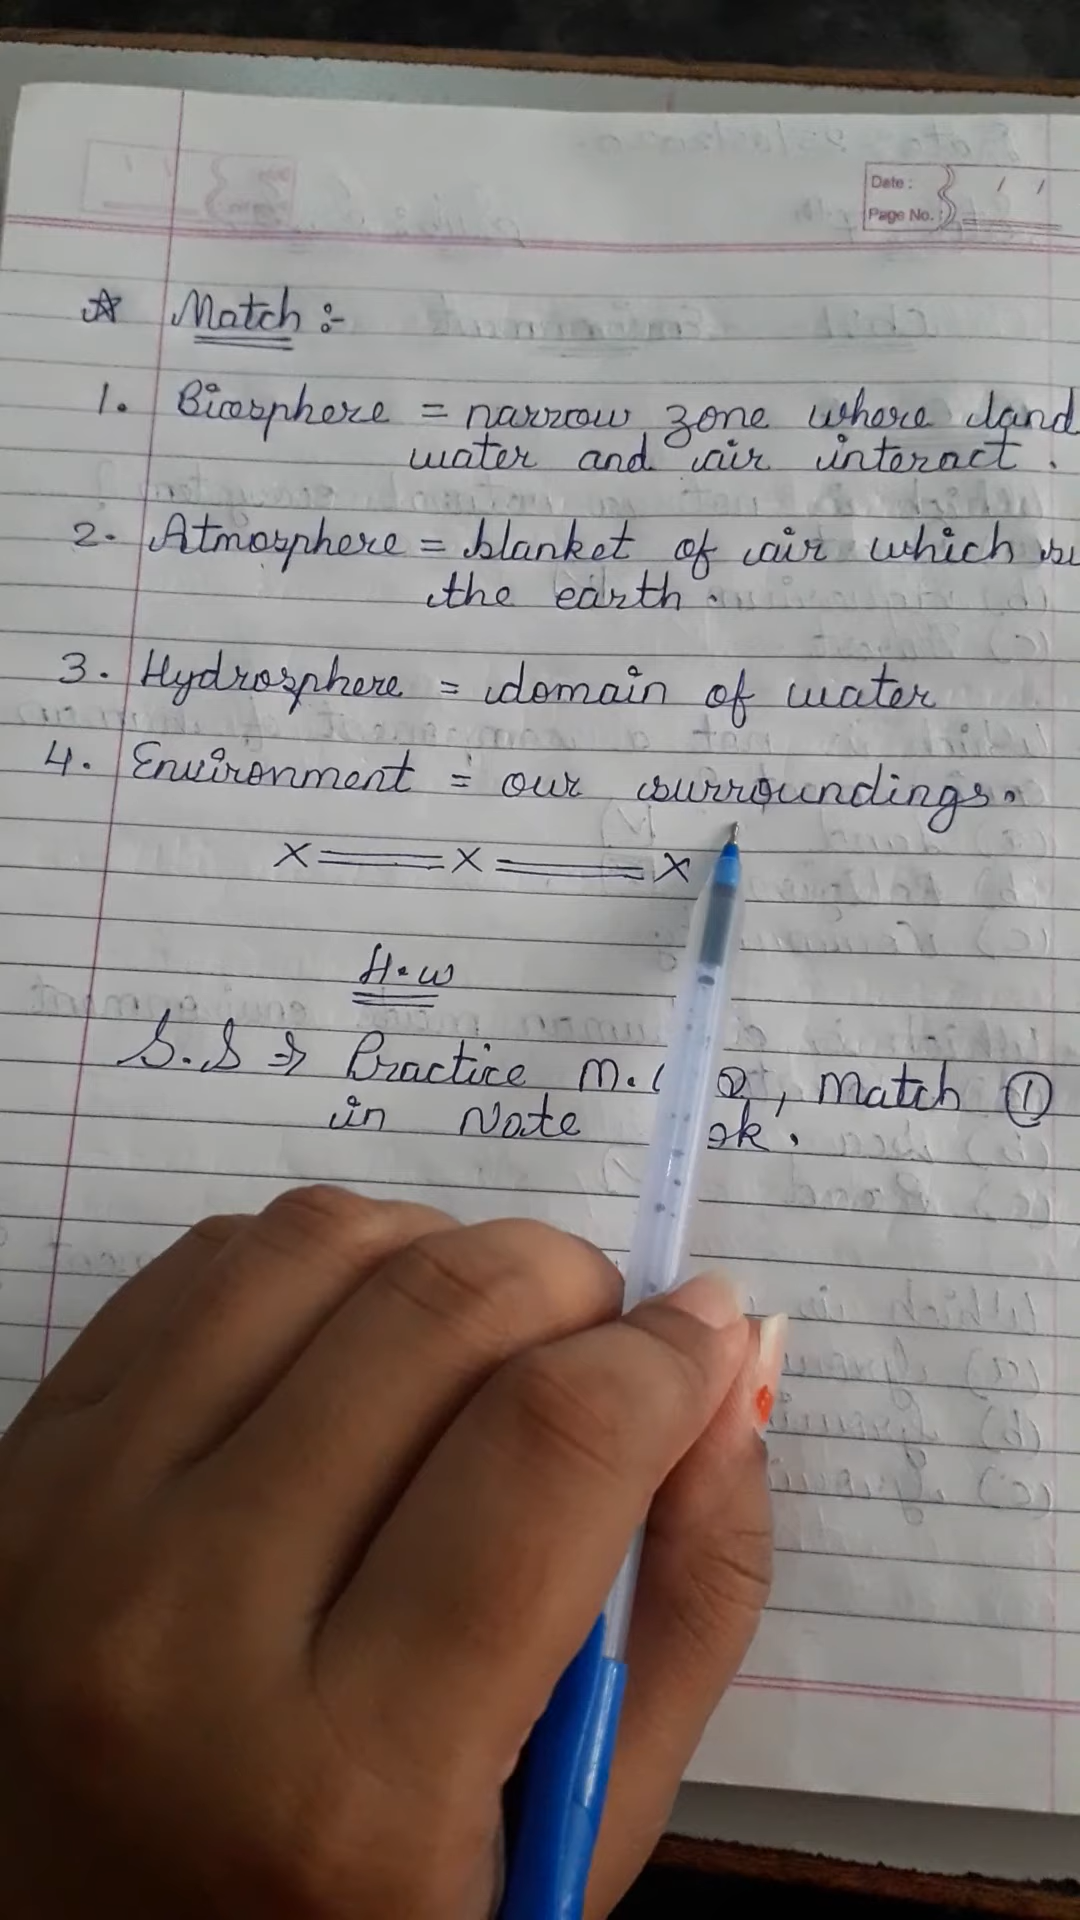 Date :
Page No. :
☆ Match :-
1. Biosphere = narrow zone where land
water and air interact .
2. Atmosphere = blanket of air which
the earth .
3. Hydrosphere = domain of water
4. Environment = our surroundings.
x===x===x
H.w
S.S ⇒ Practice M. Q, Match ①
in Note ok.